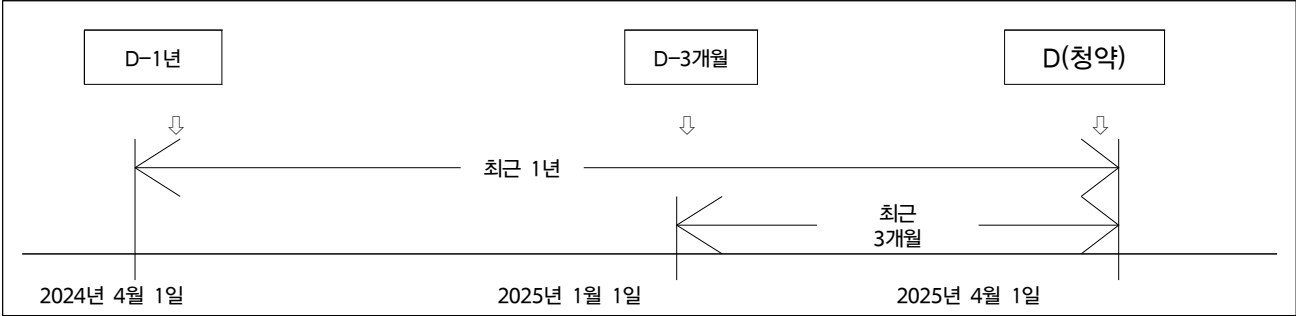 D-1년
D-3개월
D(청약)
최근 1년
최근
3개월
2024년 4월 1일
2025년 1월 1일
2025년 4월 1일